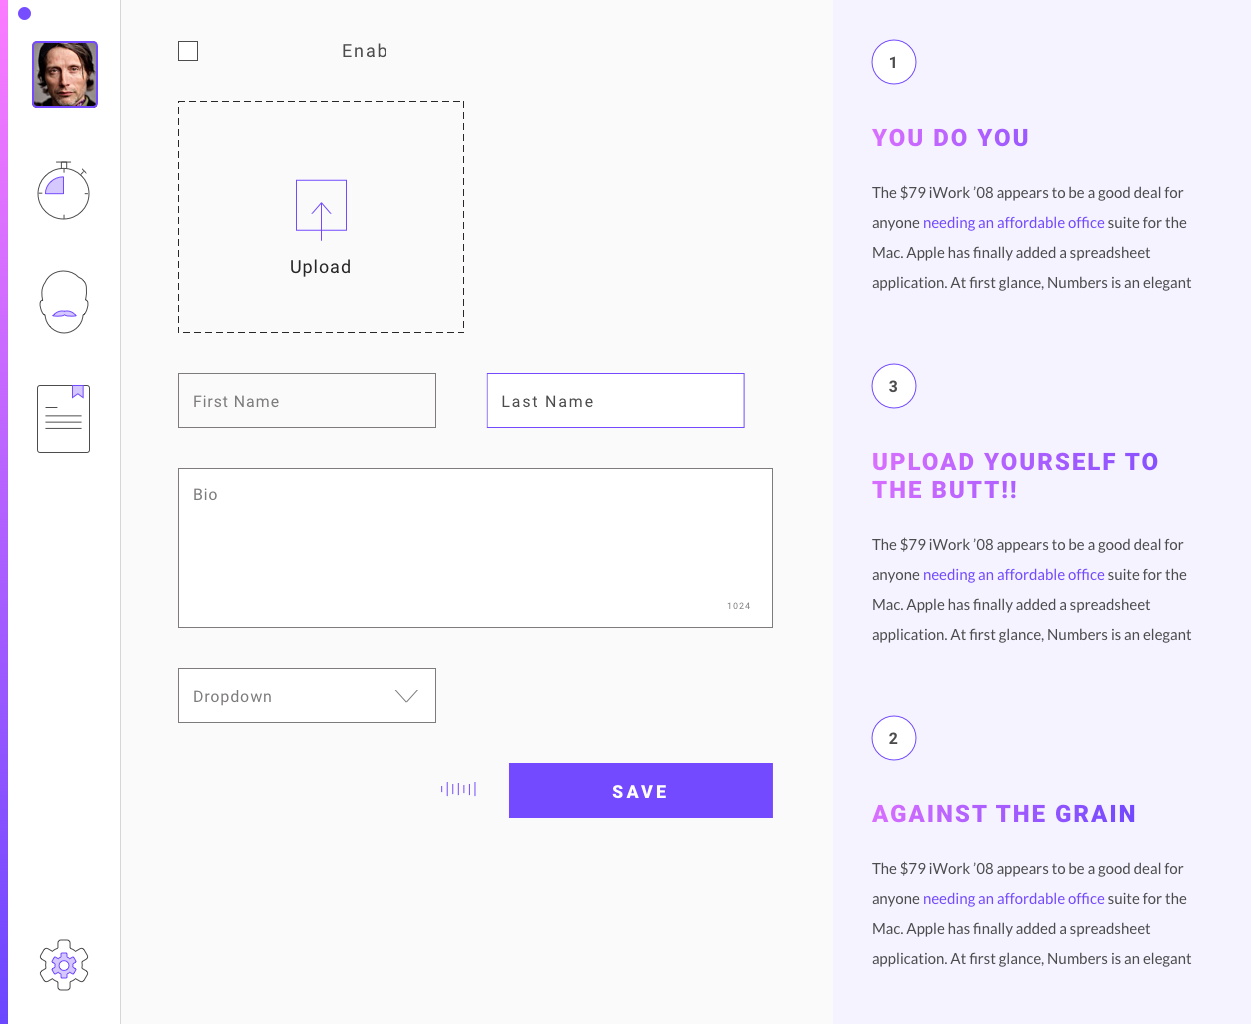 Enab
Upload
First Name
Last Name
Bio
1024
Dropdown
SAVE
1
YOU DO YOU
The $79 iWork ’08 appears to be a good deal for
anyone needing an affordable office suite for the
Mac. Apple has finally added a spreadsheet
application. At first glance, Numbers is an elegant
3
UPLOAD YOURSELF TO
THE BUTT!!
The $79 iWork ’08 appears to be a good deal for
anyone needing an affordable office suite for the
Mac. Apple has finally added a spreadsheet
application. At first glance, Numbers is an elegant
2
AGAINST THE GRAIN
The $79 iWork ’08 appears to be a good deal for
anyone needing an affordable office suite for the
Mac. Apple has finally added a spreadsheet
application. At first glance, Numbers is an elegant